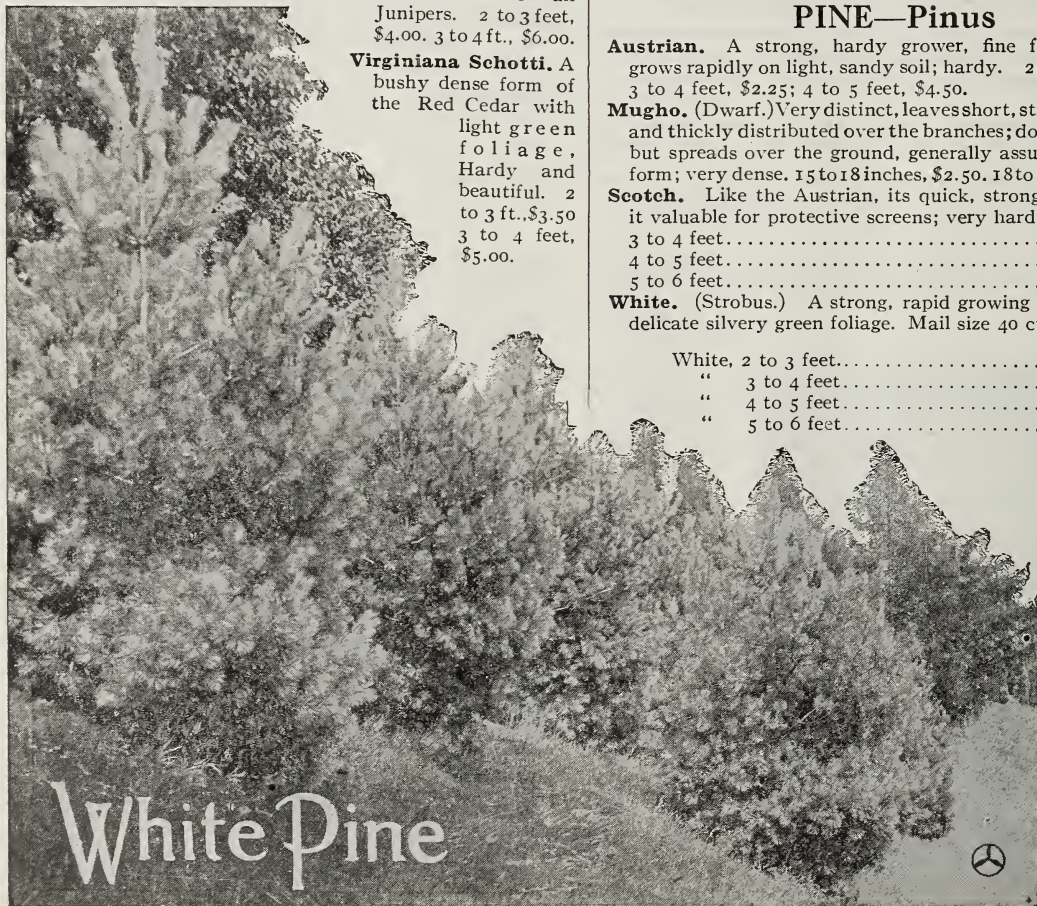 Junipers. 2 to 3 feet,
$4.00. 3 to 4 ft., $6.00.
Virginiana Schotti. A
bushy dense form of
the Red Cedar with
light green
foliage,
Hardy and
beautiful. 2
to 3 ft..$3.50
3 to 4 feet,
$5.00.
PINE—Pinus
Austrian. A strong, hardy grower, fine
grows rapidly on light, sandy soil; hardy. 2
3 to 4 feet, $2.25; 4 to 5 feet, $4.50.
Mugho. (Dwarf.) Very distinct, leaves short,
and thickly distributed over the branches;
but spreads over the ground, generally
form; very dense. 15 to 18 inches, $2.50. 18 to
Scotch. Like the Austrian, its quick, strong
it valuable for protective screens; very
3 to 4 feet..............................
4 to 5 feet..............................
5 to 6 feet..............................
White. (Strobus.) A strong, rapid growing
delicate silvery green foliage. Mail size 40
White, 2 to 3 feet....................
“ 3 to 4 feet....................
“ 4 to 5 feet....................
“ 5 to 6 feet....................
White Pine